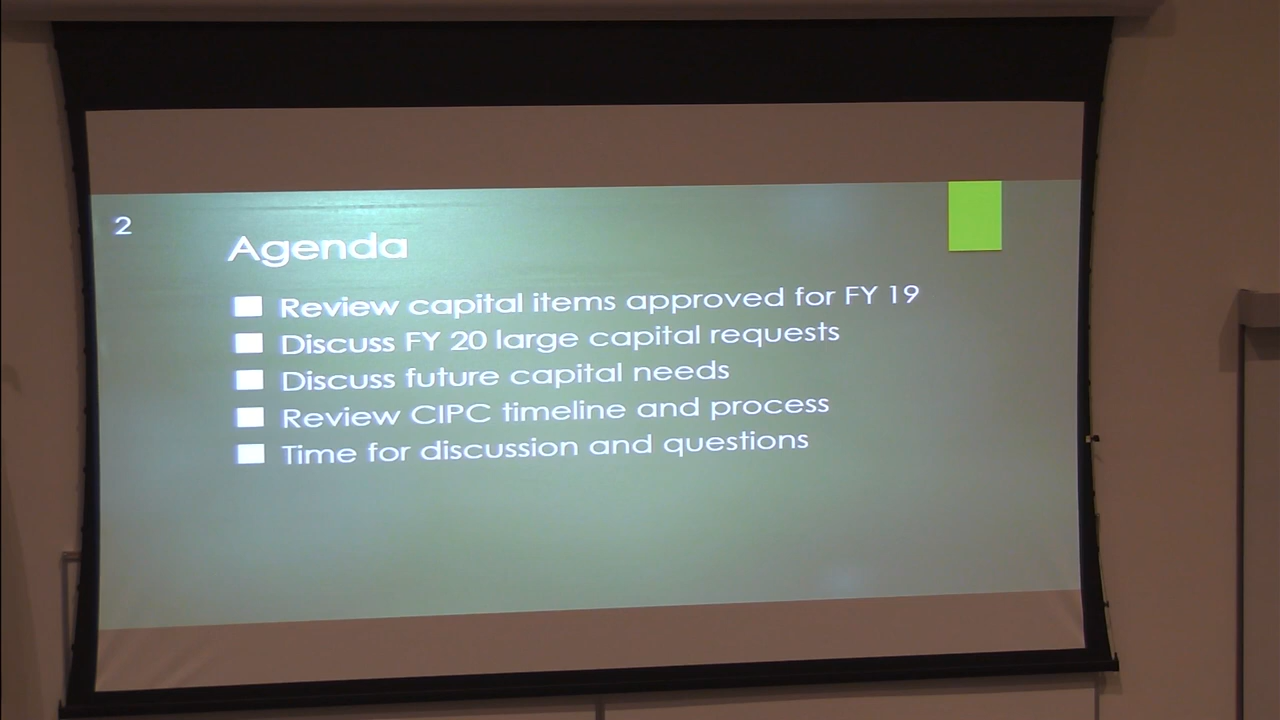 2
Agenda
Review capital items approved for FY 19
Discuss FY 20 large capital requests
Discuss future capital needs
Review CIPC timeline and process
Time for discussion and questions